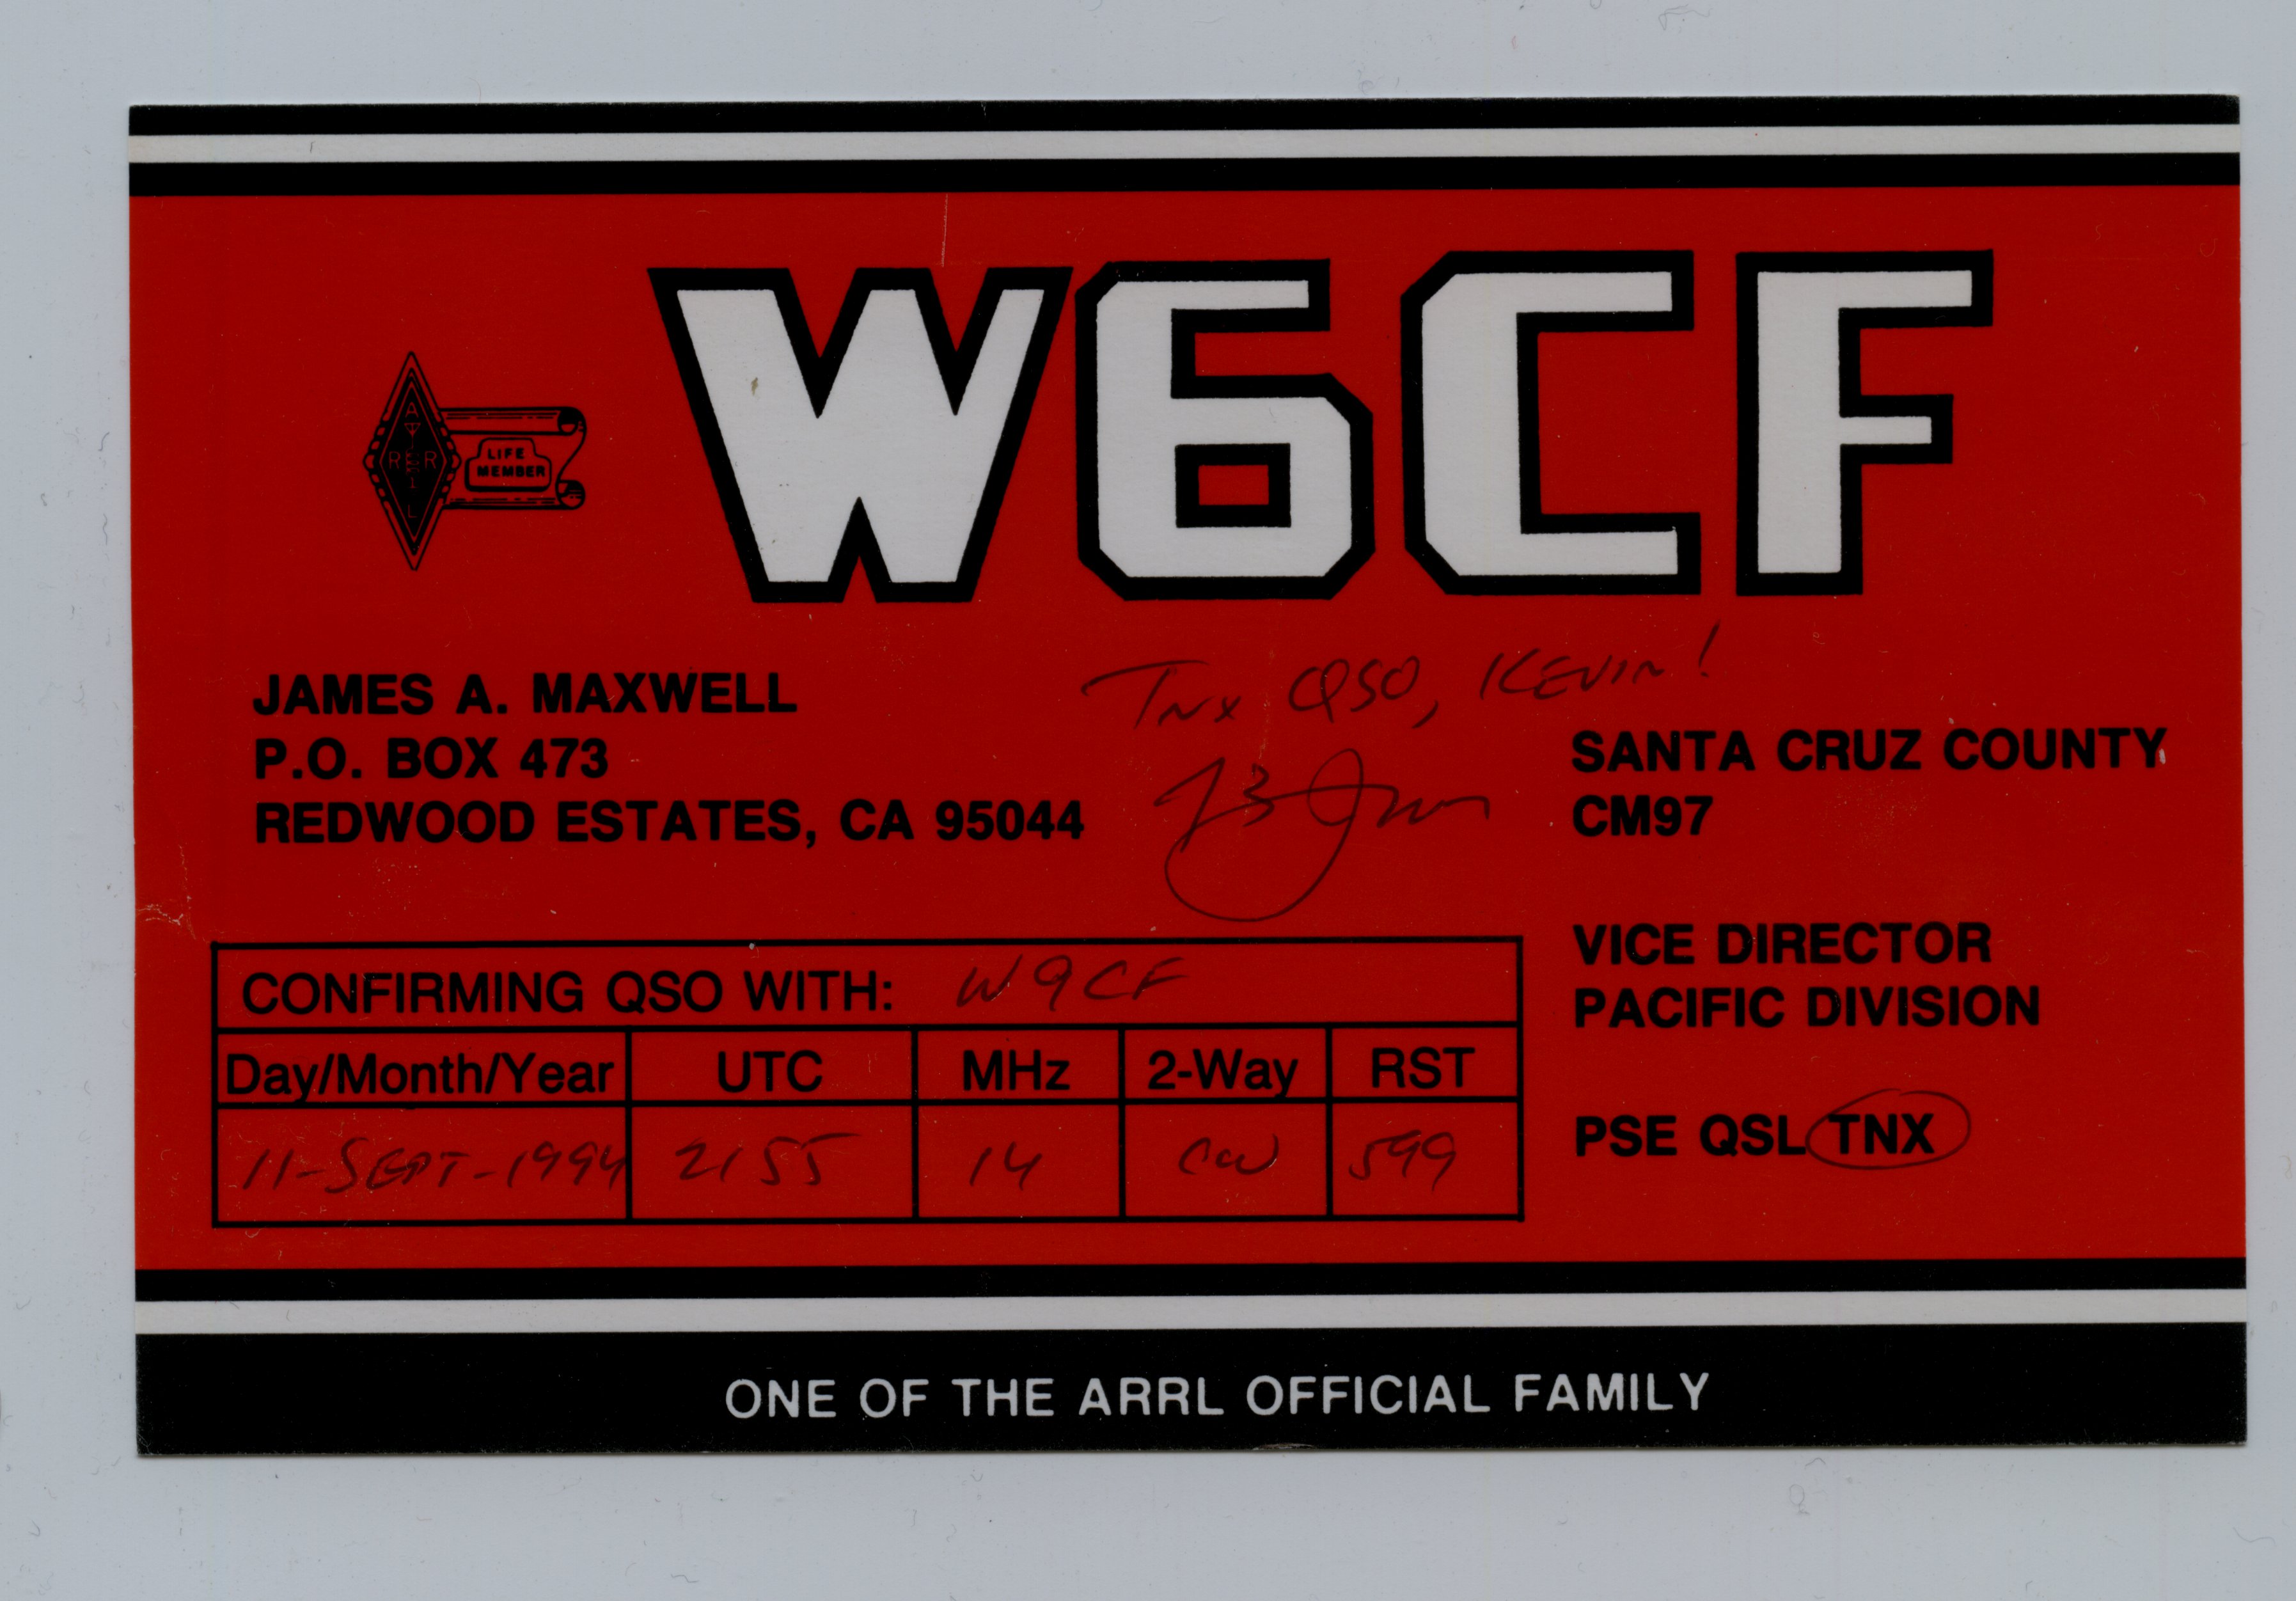 W6CF
A
R R
L
LIFE
MEMBER
JAMES A. MAXWELL
P.O. BOX 473
REDWOOD ESTATES, CA 95044
TNX QSO, KEVIN!
73 Jim
SANTA CRUZ COUNTY
CM97
VICE DIRECTOR
PACIFIC DIVISION
PSE QSL TNX
CONFIRMING QSO WITH: W9CF
Day/Month/Year UTC MHz 2-Way RST
11-SEPT-1994 2155 14 CW 599
ONE OF THE ARRL OFFICIAL FAMILY